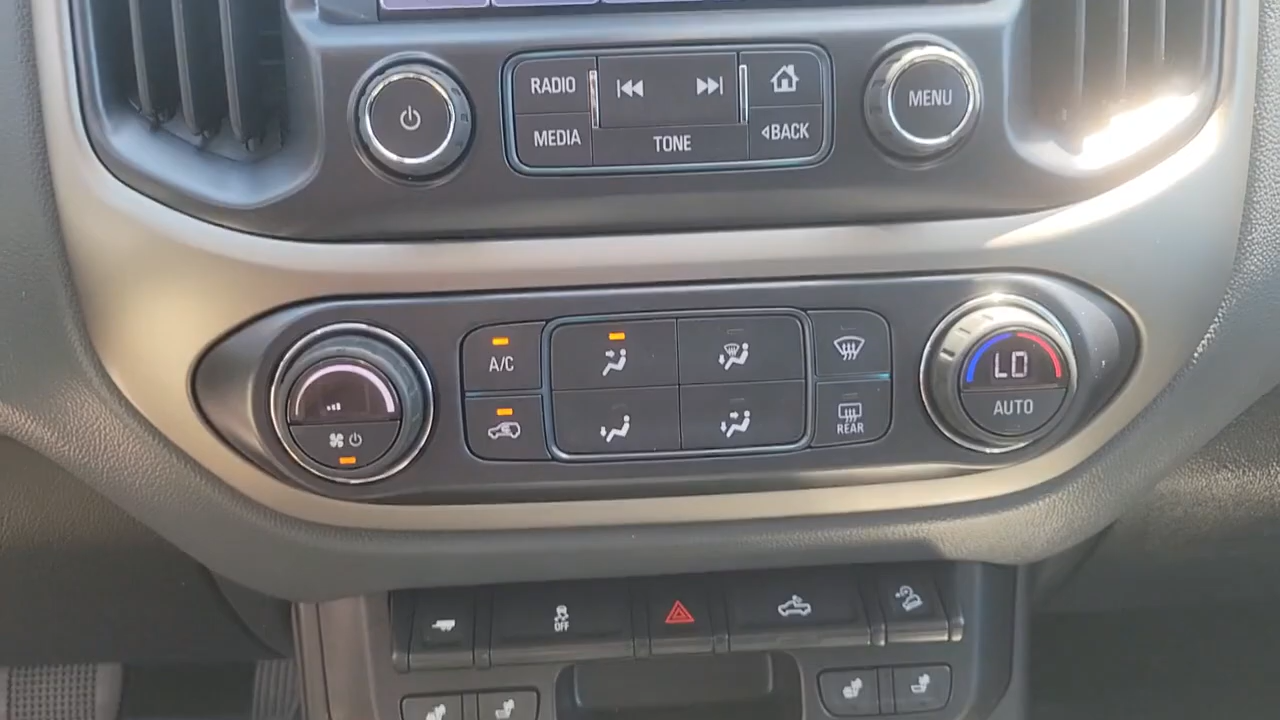 RADIO
MENU
MEDIA
TONE
BACK
A/C
LO
AUTO
REAR
OFF